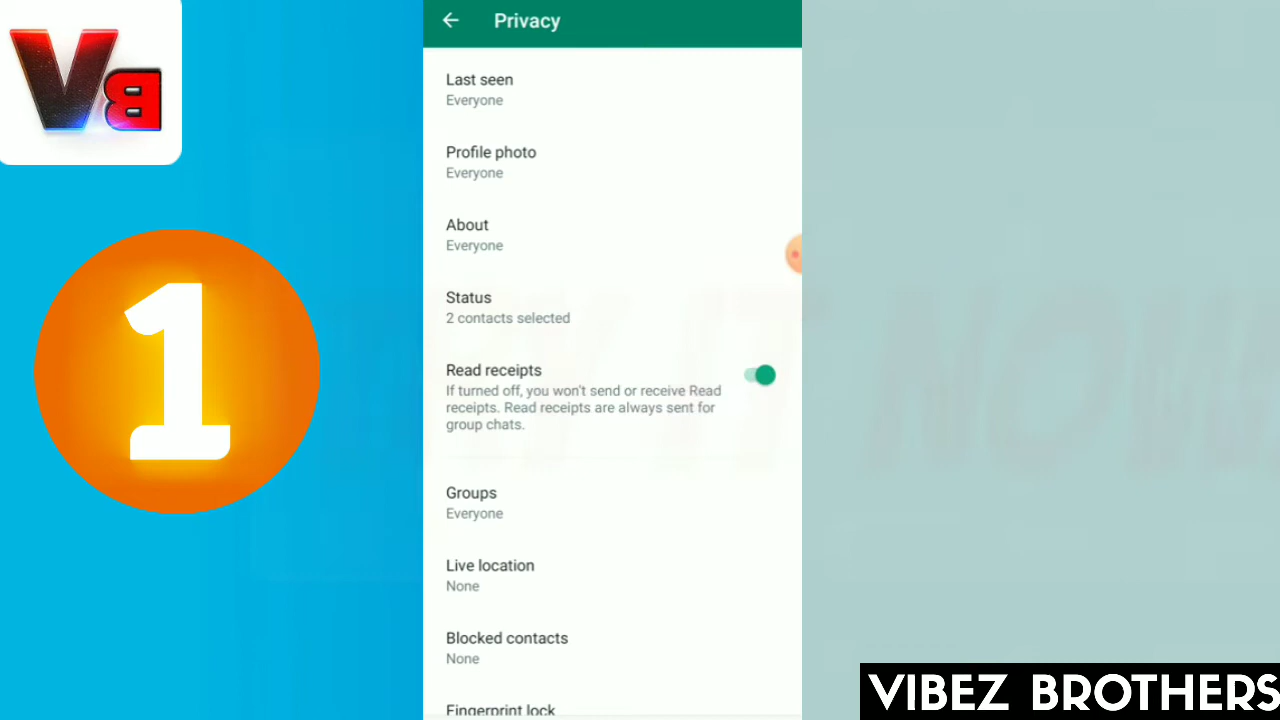 VB
1
Privacy
Last seen
Everyone
Profile photo
Everyone
About
Everyone
Status
2 contacts selected
Read receipts
If turned off, you won't send or receive Read
receipts. Read receipts are always sent for
group chats.
Groups
Everyone
Live location
None
Blocked contacts
None
Fingerprint lock
IT NOW
VIBEZ BROTHERS